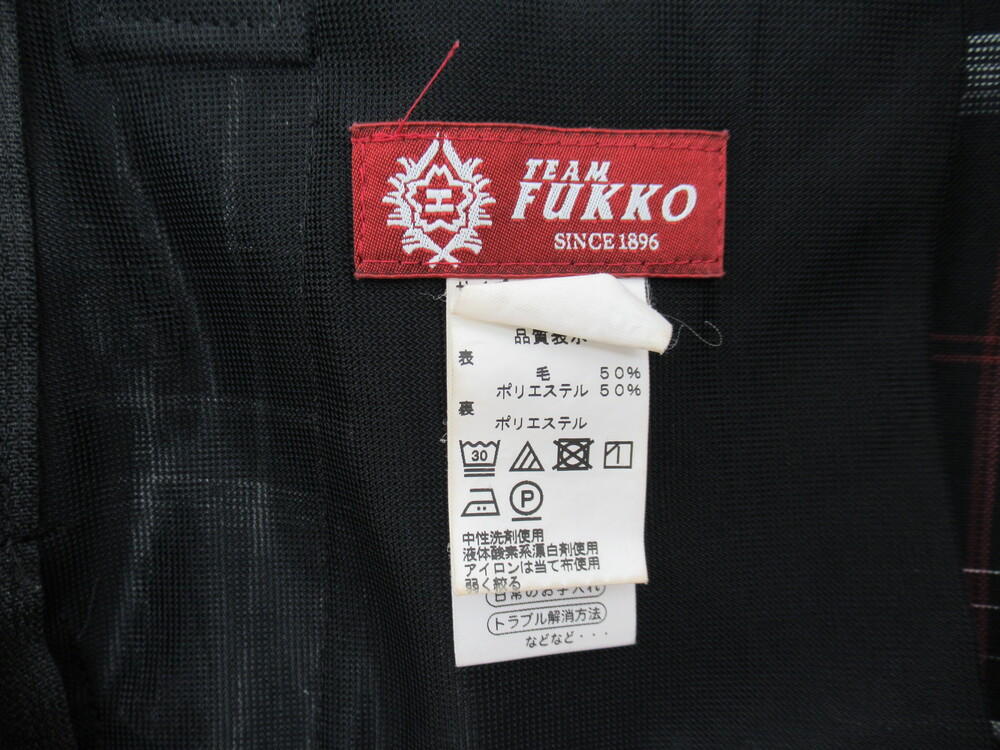 エ
TEAM
FUKKO
SINCE 1896
品質表示
表
毛 50%
ポリエステル 50%
裏
ポリエステル
30
P
中性洗剤使用
液体酸素系漂白剤使用
アイロンは当て布使用
弱く絞る
日常のお手入れ
トラブル解消方法
などなど・・・